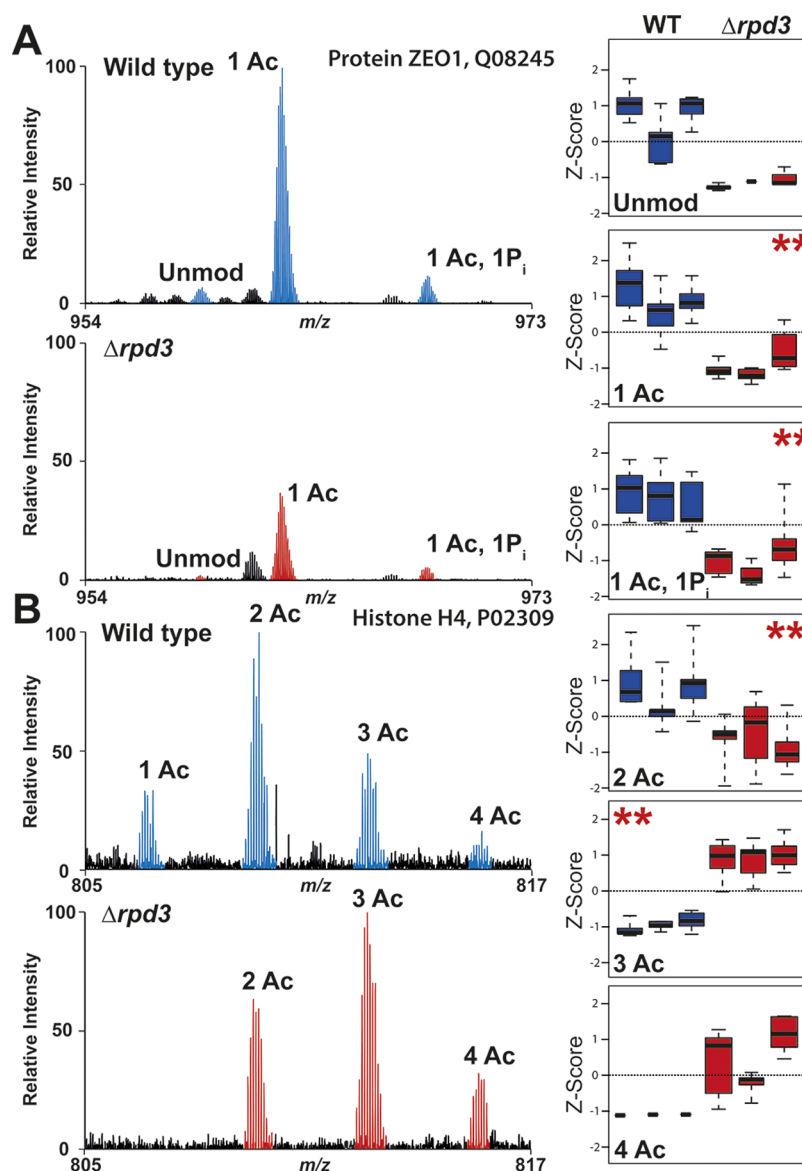 A
Wild type
1 Ac
Protein ZEO1, Q08245
100
50
0
Relative Intensity
Unmod
1 Ac, 1Pi
954
m/z
973
Δrpd3
100
50
0
Relative Intensity
1 Ac
Unmod
1 Ac, 1Pi
954
m/z
973
WT
Δrpd3
2
1
0
-1
-2
Z-Score
Unmod
**
2
1
0
-1
-2
Z-Score
1 Ac
**
2
1
0
-1
-2
Z-Score
1 Ac, 1Pi
B
Wild type
2 Ac
Histone H4, P02309
100
50
0
Relative Intensity
1 Ac
3 Ac
4 Ac
805
m/z
817
Δrpd3
3 Ac
100
50
0
Relative Intensity
2 Ac
4 Ac
805
m/z
817
**
2
1
0
-1
-2
Z-Score
2 Ac
**
2
1
0
-1
-2
Z-Score
3 Ac
2
1
0
-1
-2
Z-Score
4 Ac